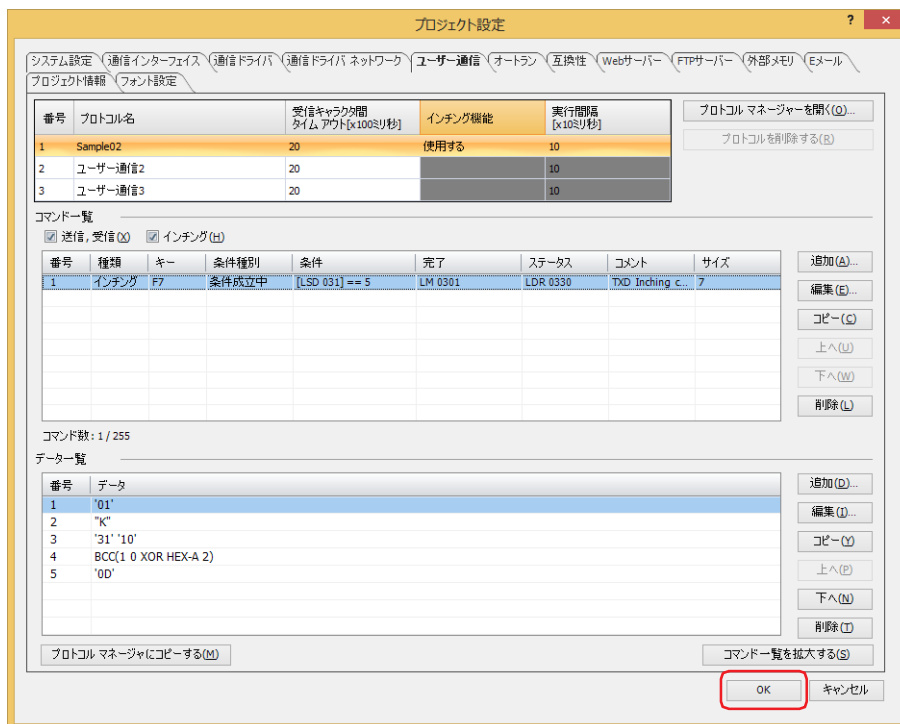 プロジェクト設定
? ×
システム設定 通信インターフェイス 通信ドライバ 通信ドライバ ネットワーク ユーザー通信 オートラン 互換性 Webサーバー FTPサーバー 外部メモリ Eメール
プロジェクト情報 フォント設定
番号 プロトコル名 受信キャラクタ間 タイム アウト[x100ミリ秒] インチング機能 実行間隔 [x10ミリ秒]
1 Sample02 20 使用する 10
2 ユーザー通信2 20 10
3 ユーザー通信3 20 10
プロトコル マネージャーを開く(O)...
プロトコルを削除する(R)
コマンド一覧
送信, 受信(X) インチング(H)
番号 種類 キー 条件種別 条件 完了 ステータス コメント サイズ
1 インチング F7 条件成立中 [LSD 031] == 5 LM 0301 LDR 0330 TXD Inching c... 7
追加(A)...
編集(E)...
コピー(C)
上へ(U)
下へ(W)
削除(L)
コマンド数: 1 / 255
データ一覧
番号 データ
1 '01'
2 "K"
3 '31' '10'
4 BCC(1 0 XOR HEX-A 2)
5 '0D'
追加(D)...
編集(I)...
コピー(Y)
上へ(P)
下へ(N)
削除(T)
プロトコル マネージャにコピーする(M)
コマンド一覧を拡大する(S)
OK キャンセル